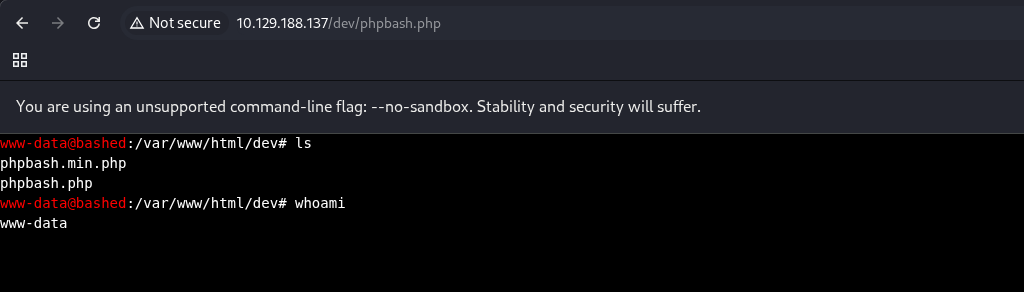 Not secure 10.129.188.137/dev/phpbash.php
You are using an unsupported command-line flag: --no-sandbox. Stability and security will suffer.
www-data@bashed:/var/www/html/dev# ls
phpbash.min.php
phpbash.php
www-data@bashed:/var/www/html/dev# whoami
www-data